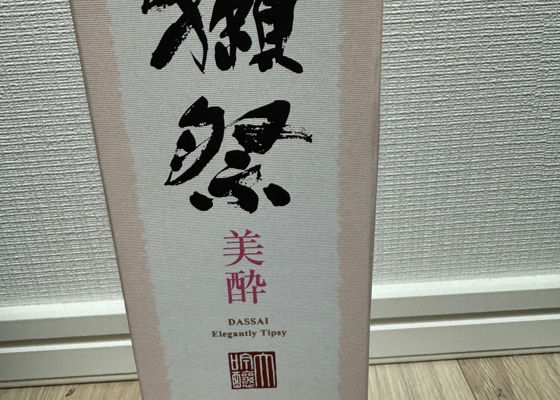 獺
祭
美
酔
DASSAI
Elegantly Tipsy